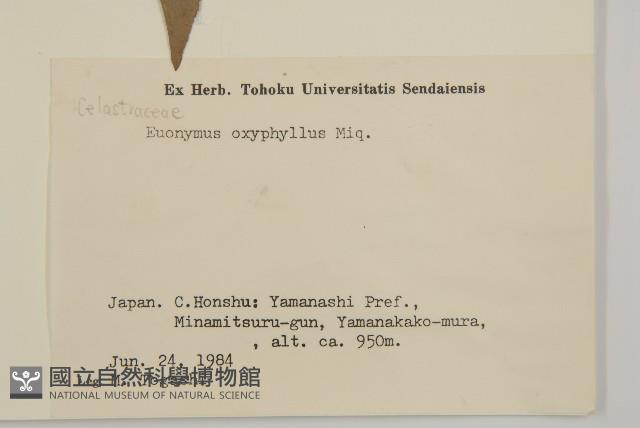 Ex Herb. Tohoku Universitatis Sendaiensis
Celastraceae
Euonymus oxyphyllus Miq.
Japan. C.Honshu: Yamanashi Pref.,
Minamitsuru-gun, Yamanakako-mura,
, alt. ca. 950m.
Jun. 24, 1984
國立自然科學博物館
NATIONAL MUSEUM OF NATURAL SCIENCE